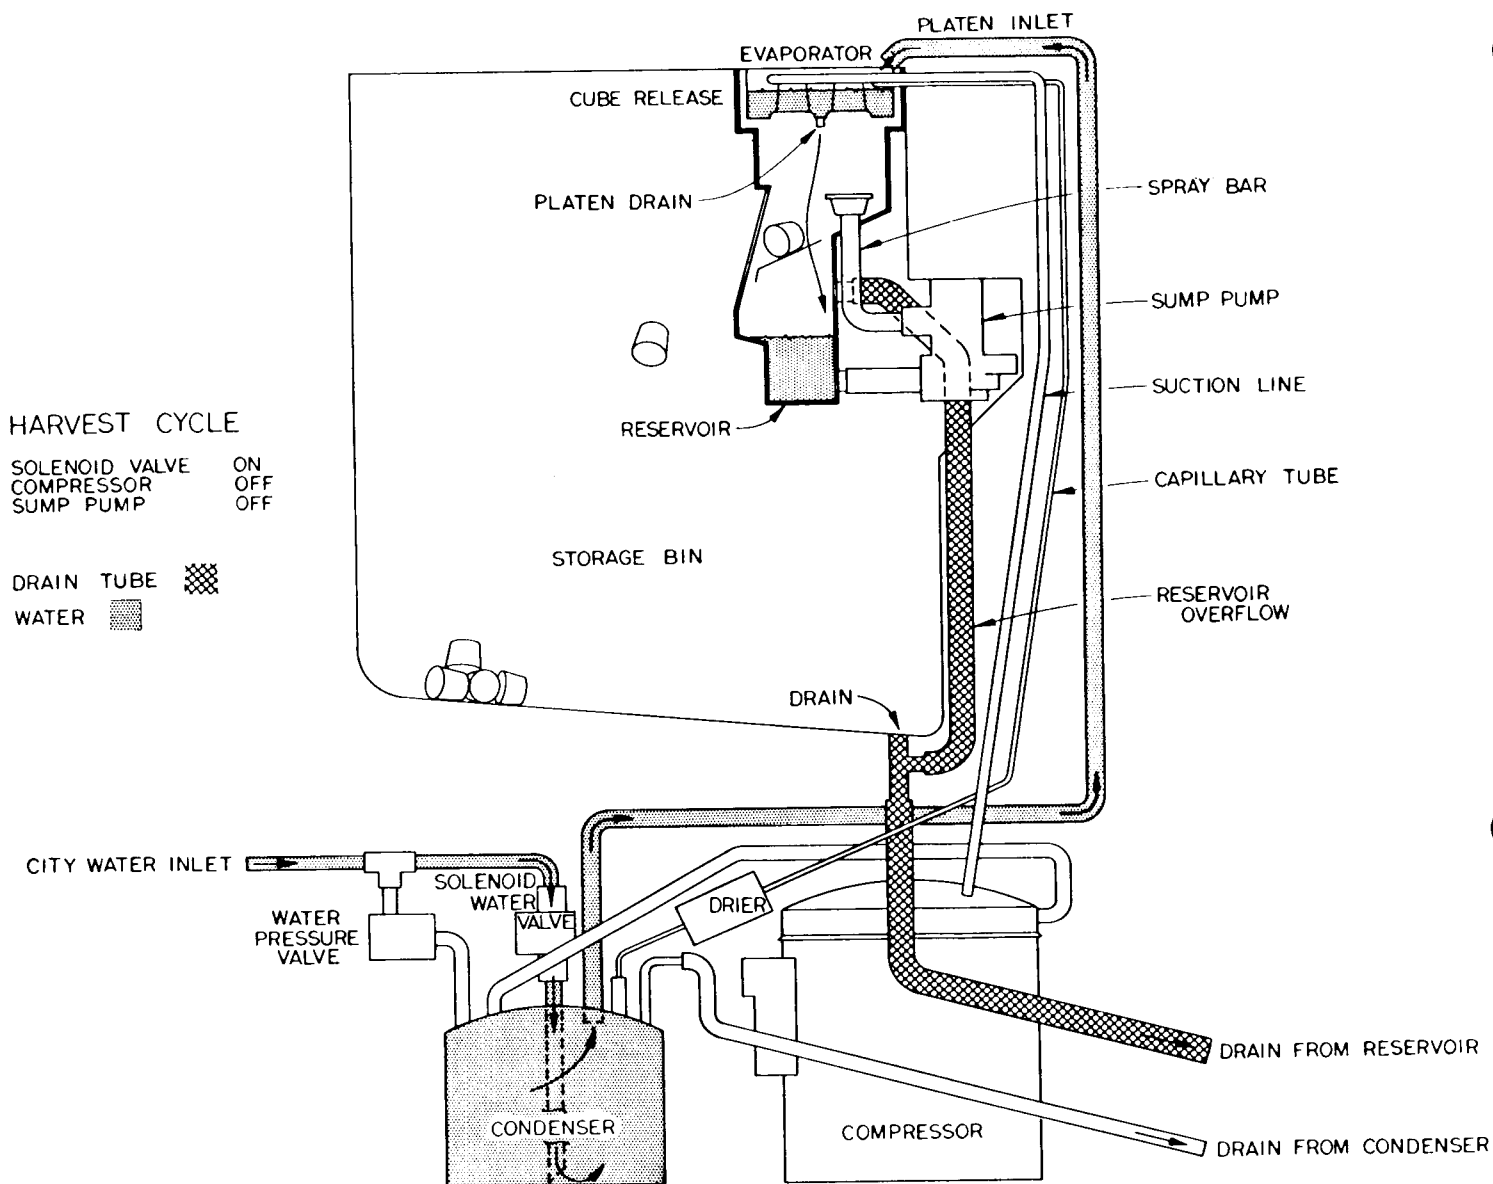 PLATEN INLET
EVAPORATOR
CUBE RELEASE
PLATEN DRAIN
SPRAY BAR
SUMP PUMP
SUCTION LINE
RESERVOIR
HARVEST CYCLE
SOLENOID VALVE ON
COMPRESSOR OFF
SUMP PUMP OFF
CAPILLARY TUBE
STORAGE BIN
DRAIN TUBE
WATER
RESERVOIR
OVERFLOW
DRAIN
CITY WATER INLET
SOLENOID
WATER
VALVE
WATER
PRESSURE
VALVE
DRIER
DRAIN FROM RESERVOIR
CONDENSER
COMPRESSOR
DRAIN FROM CONDENSER